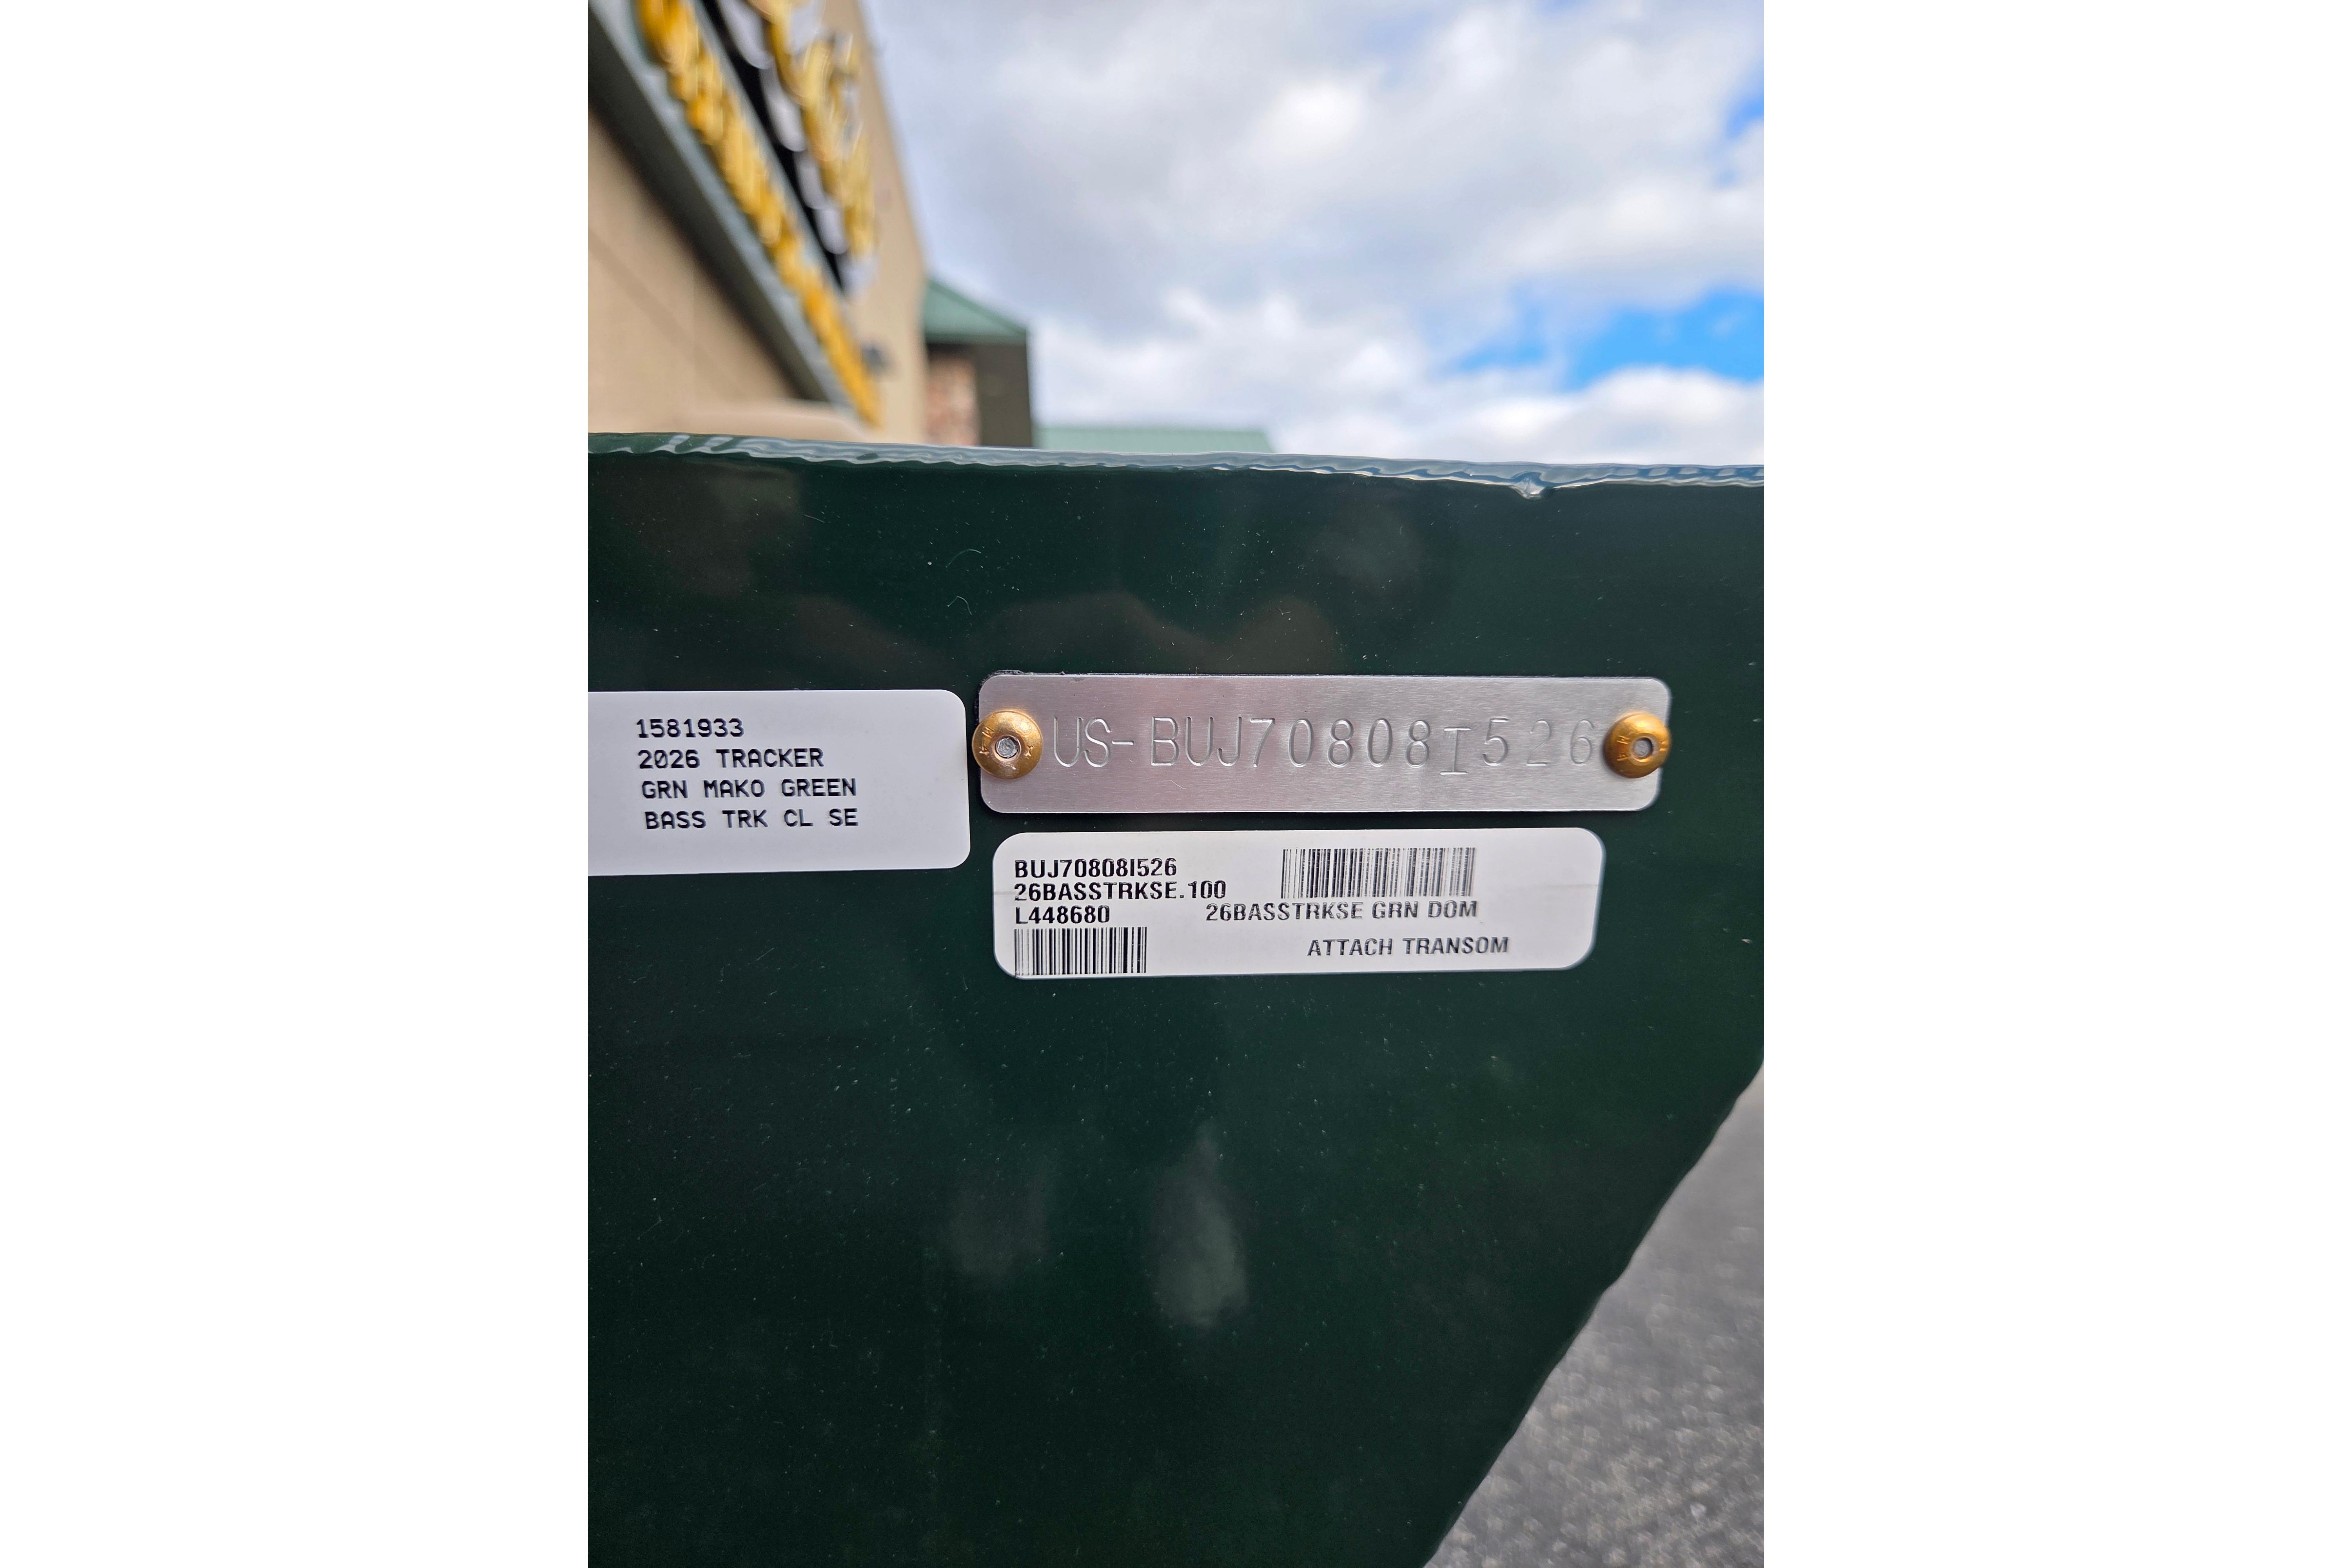 1581933
2026 TRACKER
GRN MAKO GREEN
BASS TRK CL SE
US-BUJ70808I526
BUJ70808I526
26BASSTRKSE.100
L448680
26BASSTRKSE GRN DOM
ATTACH TRANSOM